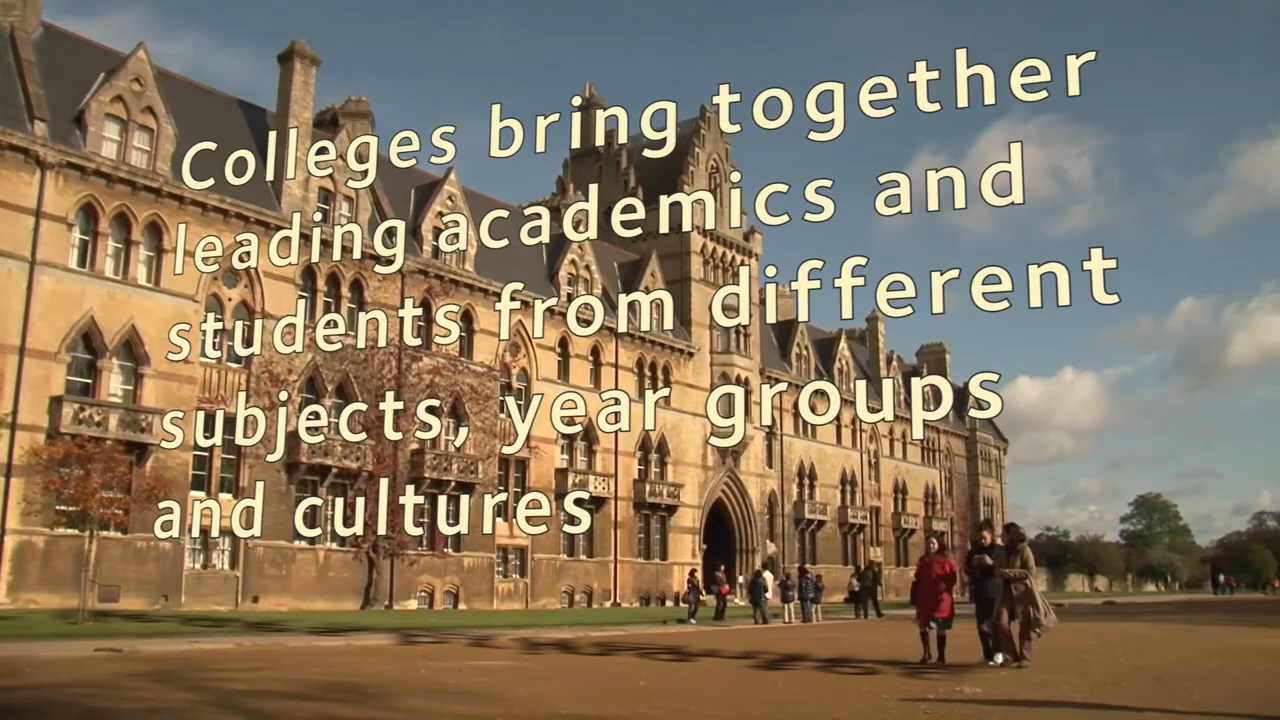 Colleges bring together
leading academics and
students from different
subjects, year groups
and cultures